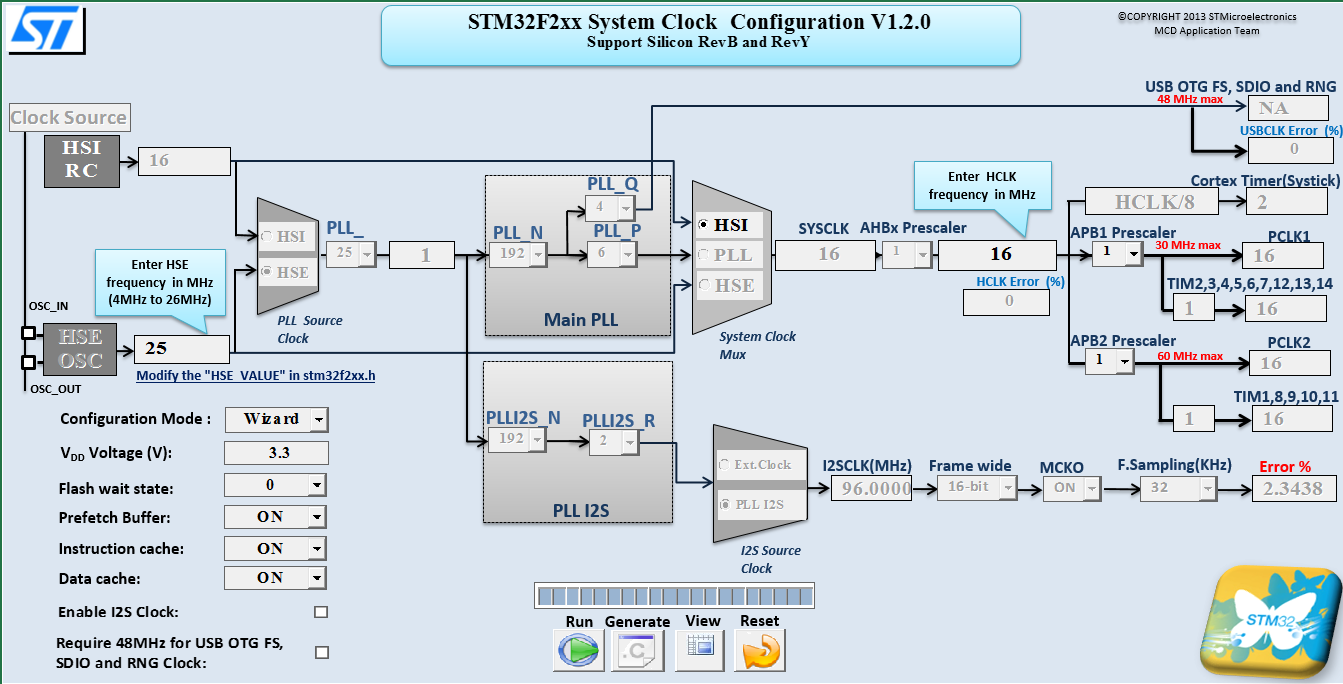 ST
STM32F2xx System Clock Configuration V1.2.0
Support Silicon RevB and RevY
©COPYRIGHT 2013 STMicroelectronics
MCD Application Team
USB OTG FS, SDIO and RNG
48 MHz max
NA
USBCLK Error (%)
0
Clock Source
HSI
RC
16
PLL_Q
4
PLL_N
192
PLL_P
6
Main PLL
HSI
HSE
PLL Source
Clock
PLL_
25
1
HSI
PLL
HSE
System Clock
Mux
SYSCLK
16
AHBx Prescaler
1
Enter HCLK
frequency in MHz
16
HCLK Error (%)
0
Cortex Timer(Systick)
HCLK/8
2
APB1 Prescaler
1
30 MHz max
PCLK1
16
TIM2,3,4,5,6,7,12,13,14
1
16
APB2 Prescaler
1
60 MHz max
PCLK2
16
TIM1,8,9,10,11
1
16
Enter HSE
frequency in MHz
(4MHz to 26MHz)
OSC_IN
HSE
OSC
OSC_OUT
25
Modify the "HSE_VALUE" in stm32f2xx.h
PLLI2S_N
192
PLLI2S_R
2
PLL I2S
Ext.Clock
PLL I2S
I2S Source
Clock
I2SCLK(MHz)
96.0000
Frame wide
16-bit
MCKO
ON
F.Sampling(KHz)
32
Error %
2.3438
Configuration Mode :
Wizard
VDD Voltage (V):
3.3
Flash wait state:
0
Prefetch Buffer:
ON
Instruction cache:
ON
Data cache:
ON
Enable I2S Clock:
Require 48MHz for USB OTG FS,
SDIO and RNG Clock:
Run
Generate
.C
View
Reset
STM32